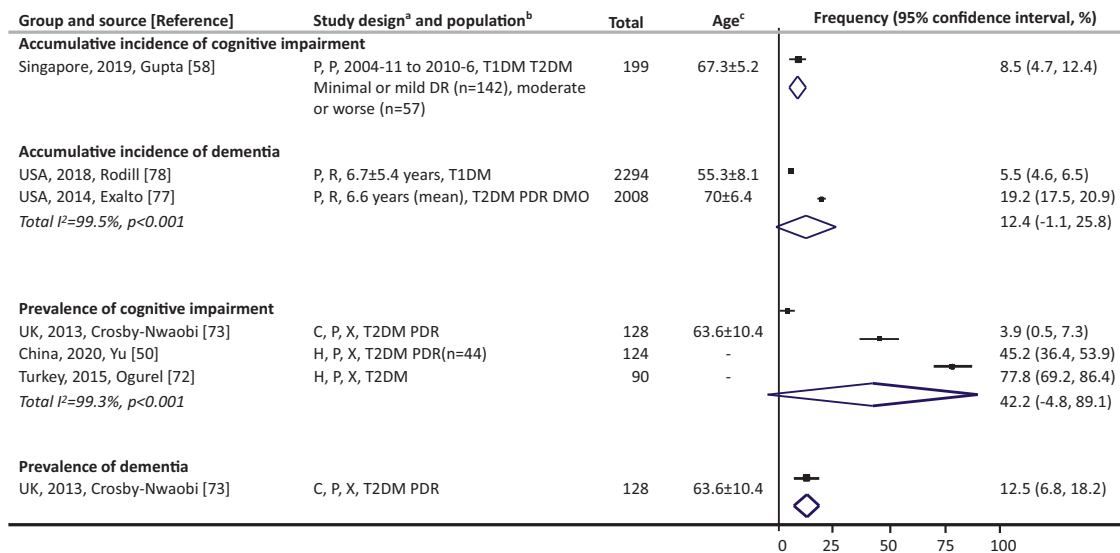 Group and source [Reference] Study designᵃ and populationᵇ Total Ageᶜ Frequency (95% confidence interval, %)
Accumulative incidence of cognitive impairment
Singapore, 2019, Gupta [58] P, P, 2004-11 to 2010-6, T1DM T2DM 199 67.3±5.2 8.5 (4.7, 12.4)
Minimal or mild DR (n=142), moderate
or worse (n=57)
Accumulative incidence of dementia
USA, 2018, Rodill [78] P, R, 6.7±5.4 years, T1DM 2294 55.3±8.1 5.5 (4.6, 6.5)
USA, 2014, Exalto [77] P, R, 6.6 years (mean), T2DM PDR DMO 2008 70±6.4 19.2 (17.5, 20.9)
Total I²=99.5%, p<0.001 12.4 (-1.1, 25.8)
Prevalence of cognitive impairment
UK, 2013, Crosby-Nwaobi [73] C, P, X, T2DM PDR 128 63.6±10.4 3.9 (0.5, 7.3)
China, 2020, Yu [50] H, P, X, T2DM PDR(n=44) 124 - 45.2 (36.4, 53.9)
Turkey, 2015, Ogurel [72] H, P, X, T2DM 90 - 77.8 (69.2, 86.4)
Total I²=99.3%, p<0.001 42.2 (-4.8, 89.1)
Prevalence of dementia
UK, 2013, Crosby-Nwaobi [73] C, P, X, T2DM PDR 128 63.6±10.4 12.5 (6.8, 18.2)
0 25 50 75 100